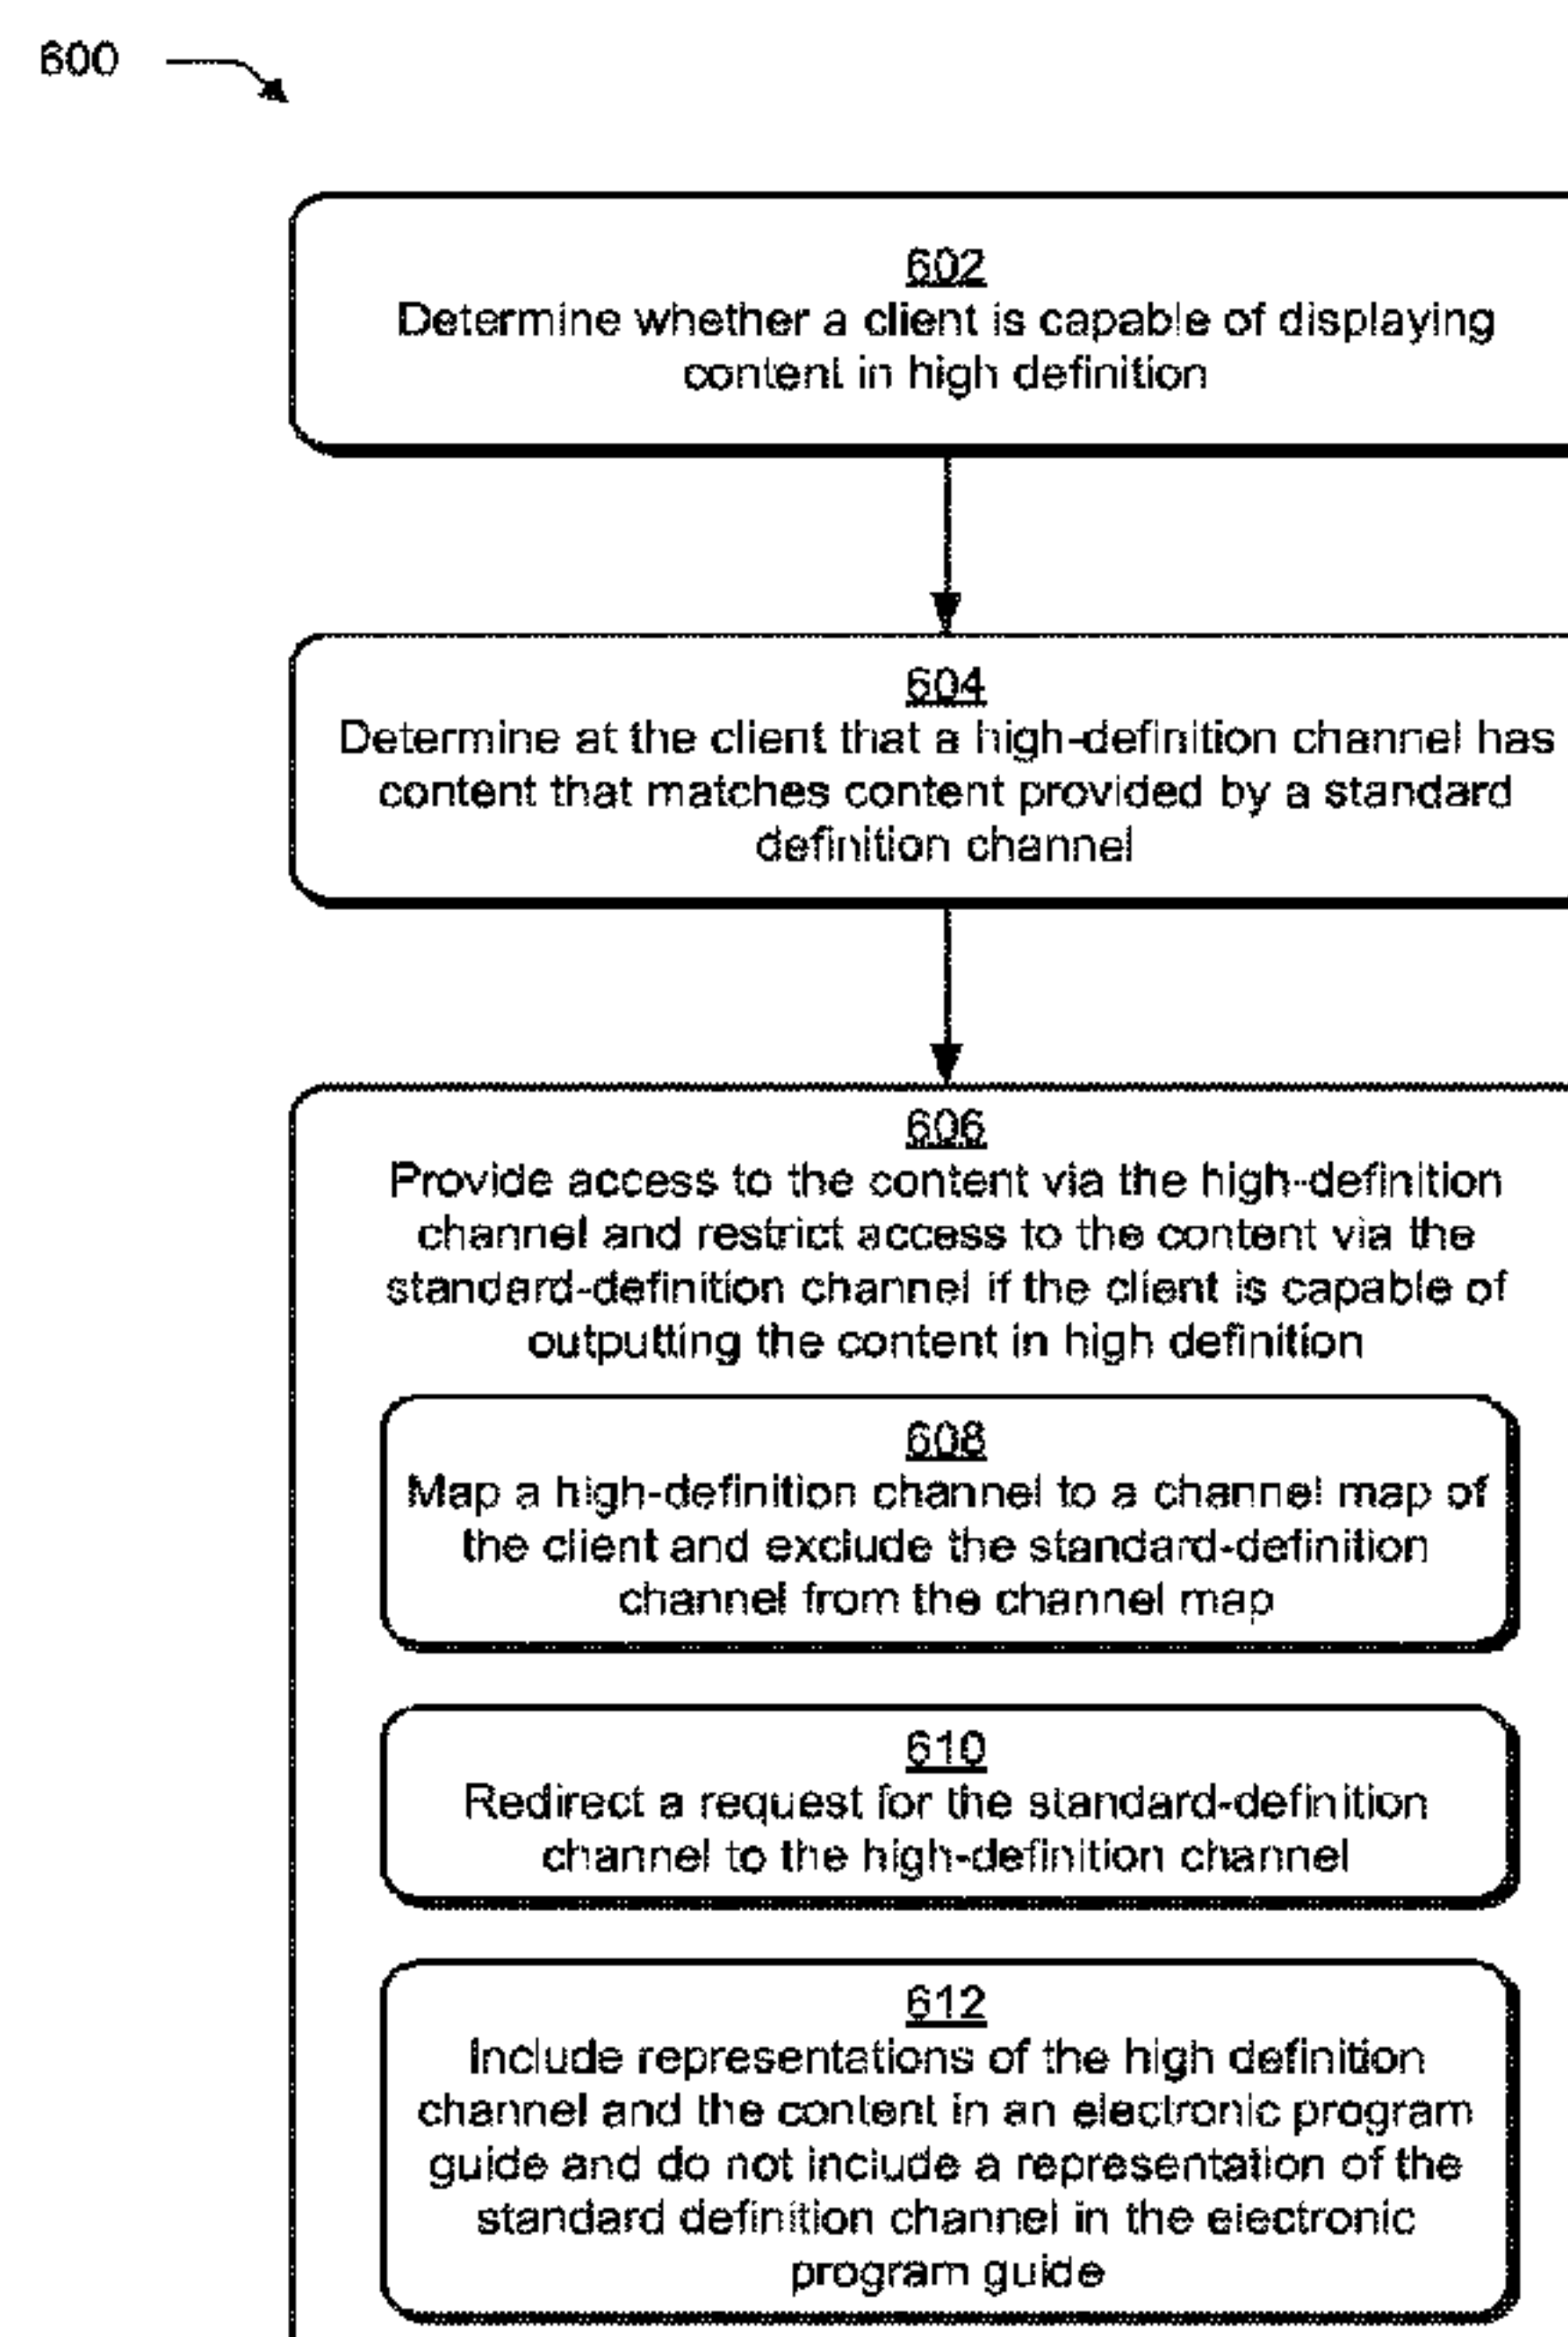 600
602
Determine whether a client is capable of displaying
content in high definition
604
Determine at the client that a high-definition channel has
content that matches content provided by a standard
definition channel
606
Provide access to the content via the high-definition
channel and restrict access to the content via the
standard-definition channel if the client is capable of
outputting the content in high definition
608
Map a high-definition channel to a channel map of
the client and exclude the standard-definition
channel from the channel map
610
Redirect a request for the standard-definition
channel to the high-definition channel
612
Include representations of the high definition
channel and the content in an electronic program
guide and do not include a representation of the
standard definition channel in the electronic
program guide